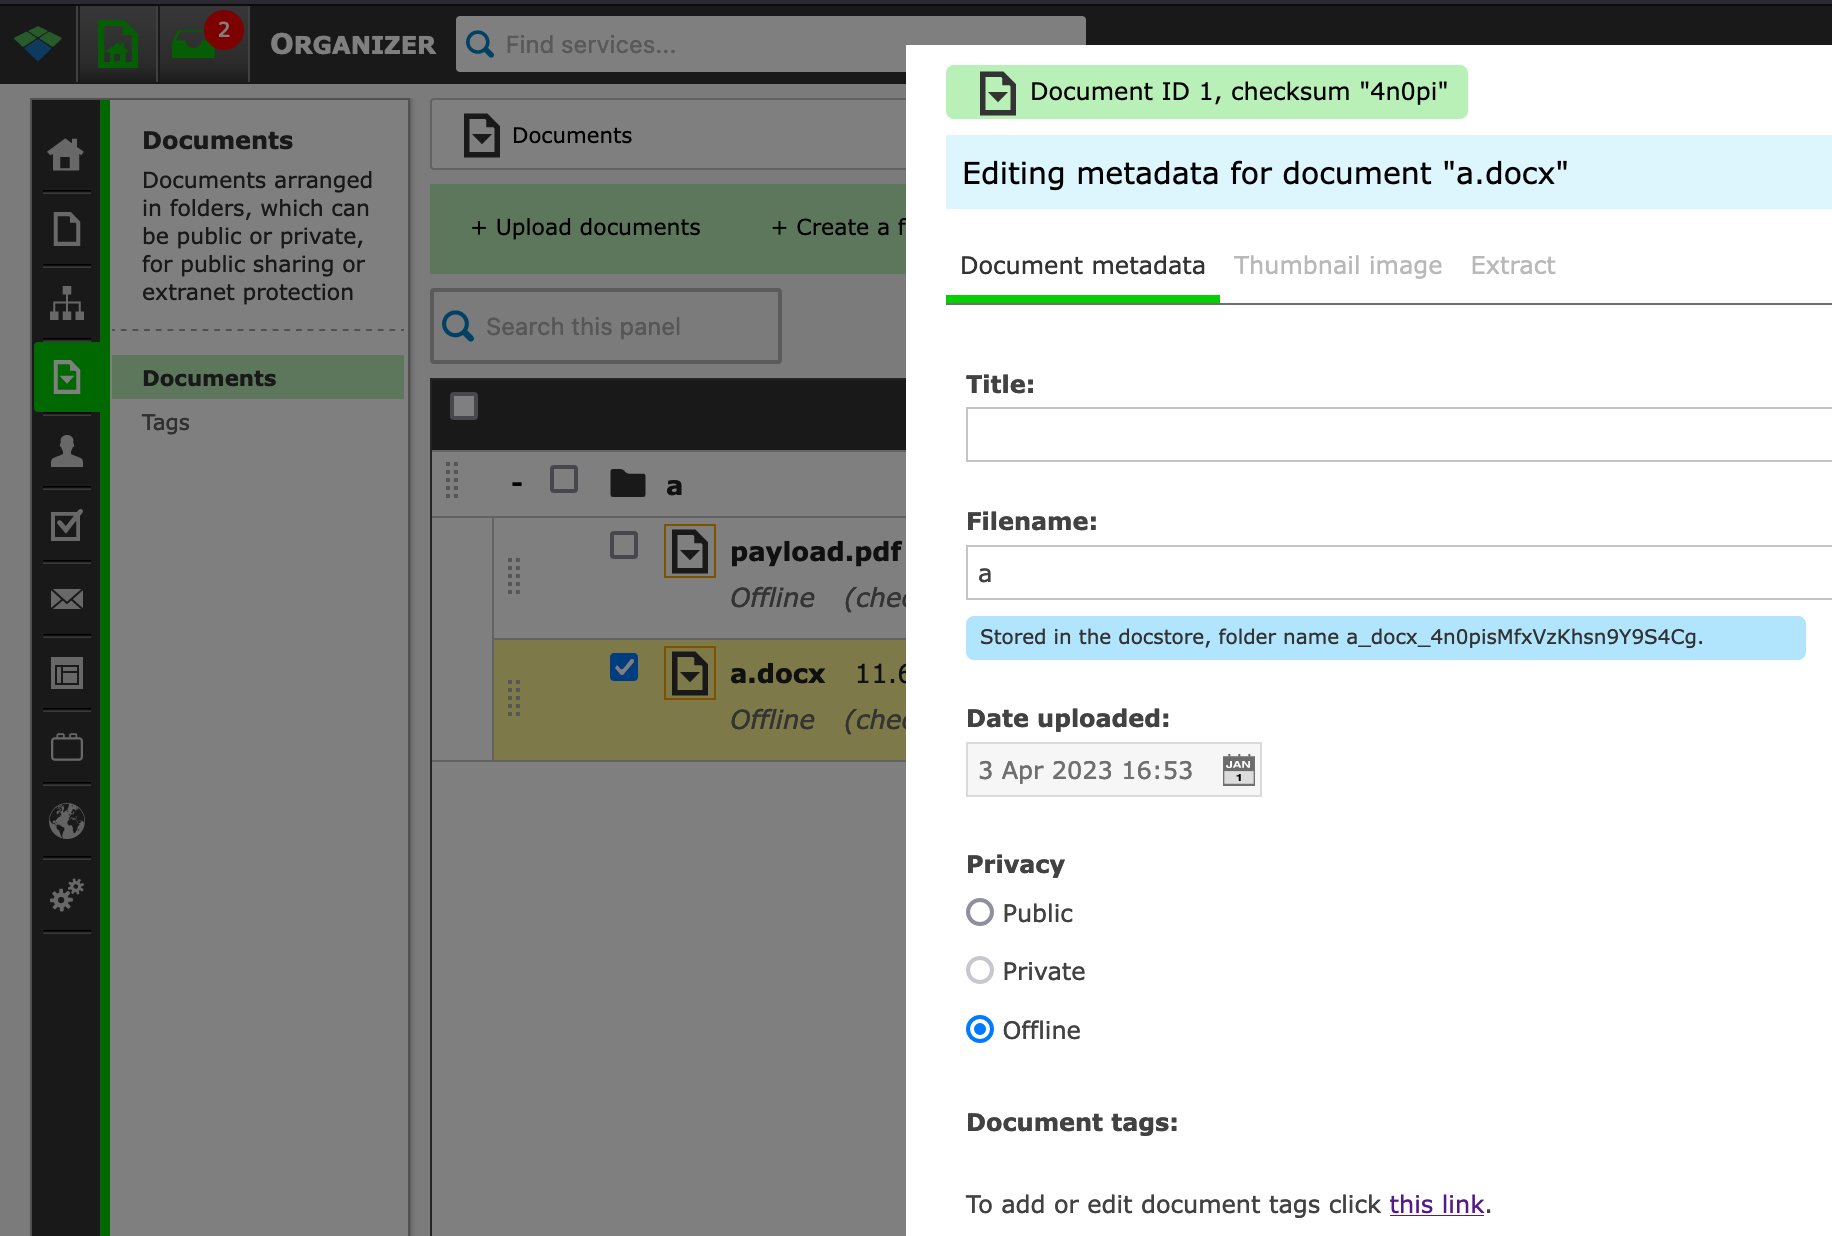 2
ORGANIZER
Find services...
Documents
Documents arranged
in folders, which can
be public or private,
for public sharing or
extranet protection
Documents
Tags
Documents
+ Upload documents
+ Create a f
Search this panel
- a
payload.pdf
Offline (chec
a.docx 11.6
Offline (chec
Document ID 1, checksum "4n0pi"
Editing metadata for document "a.docx"
Document metadata
Thumbnail image
Extract
Title:
Filename:
a
Stored in the docstore, folder name a_docx_4n0pisMfxVzKhsn9Y9S4Cg.
Date uploaded:
3 Apr 2023 16:53
JAN
1
Privacy
Public
Private
Offline
Document tags:
To add or edit document tags click this link.